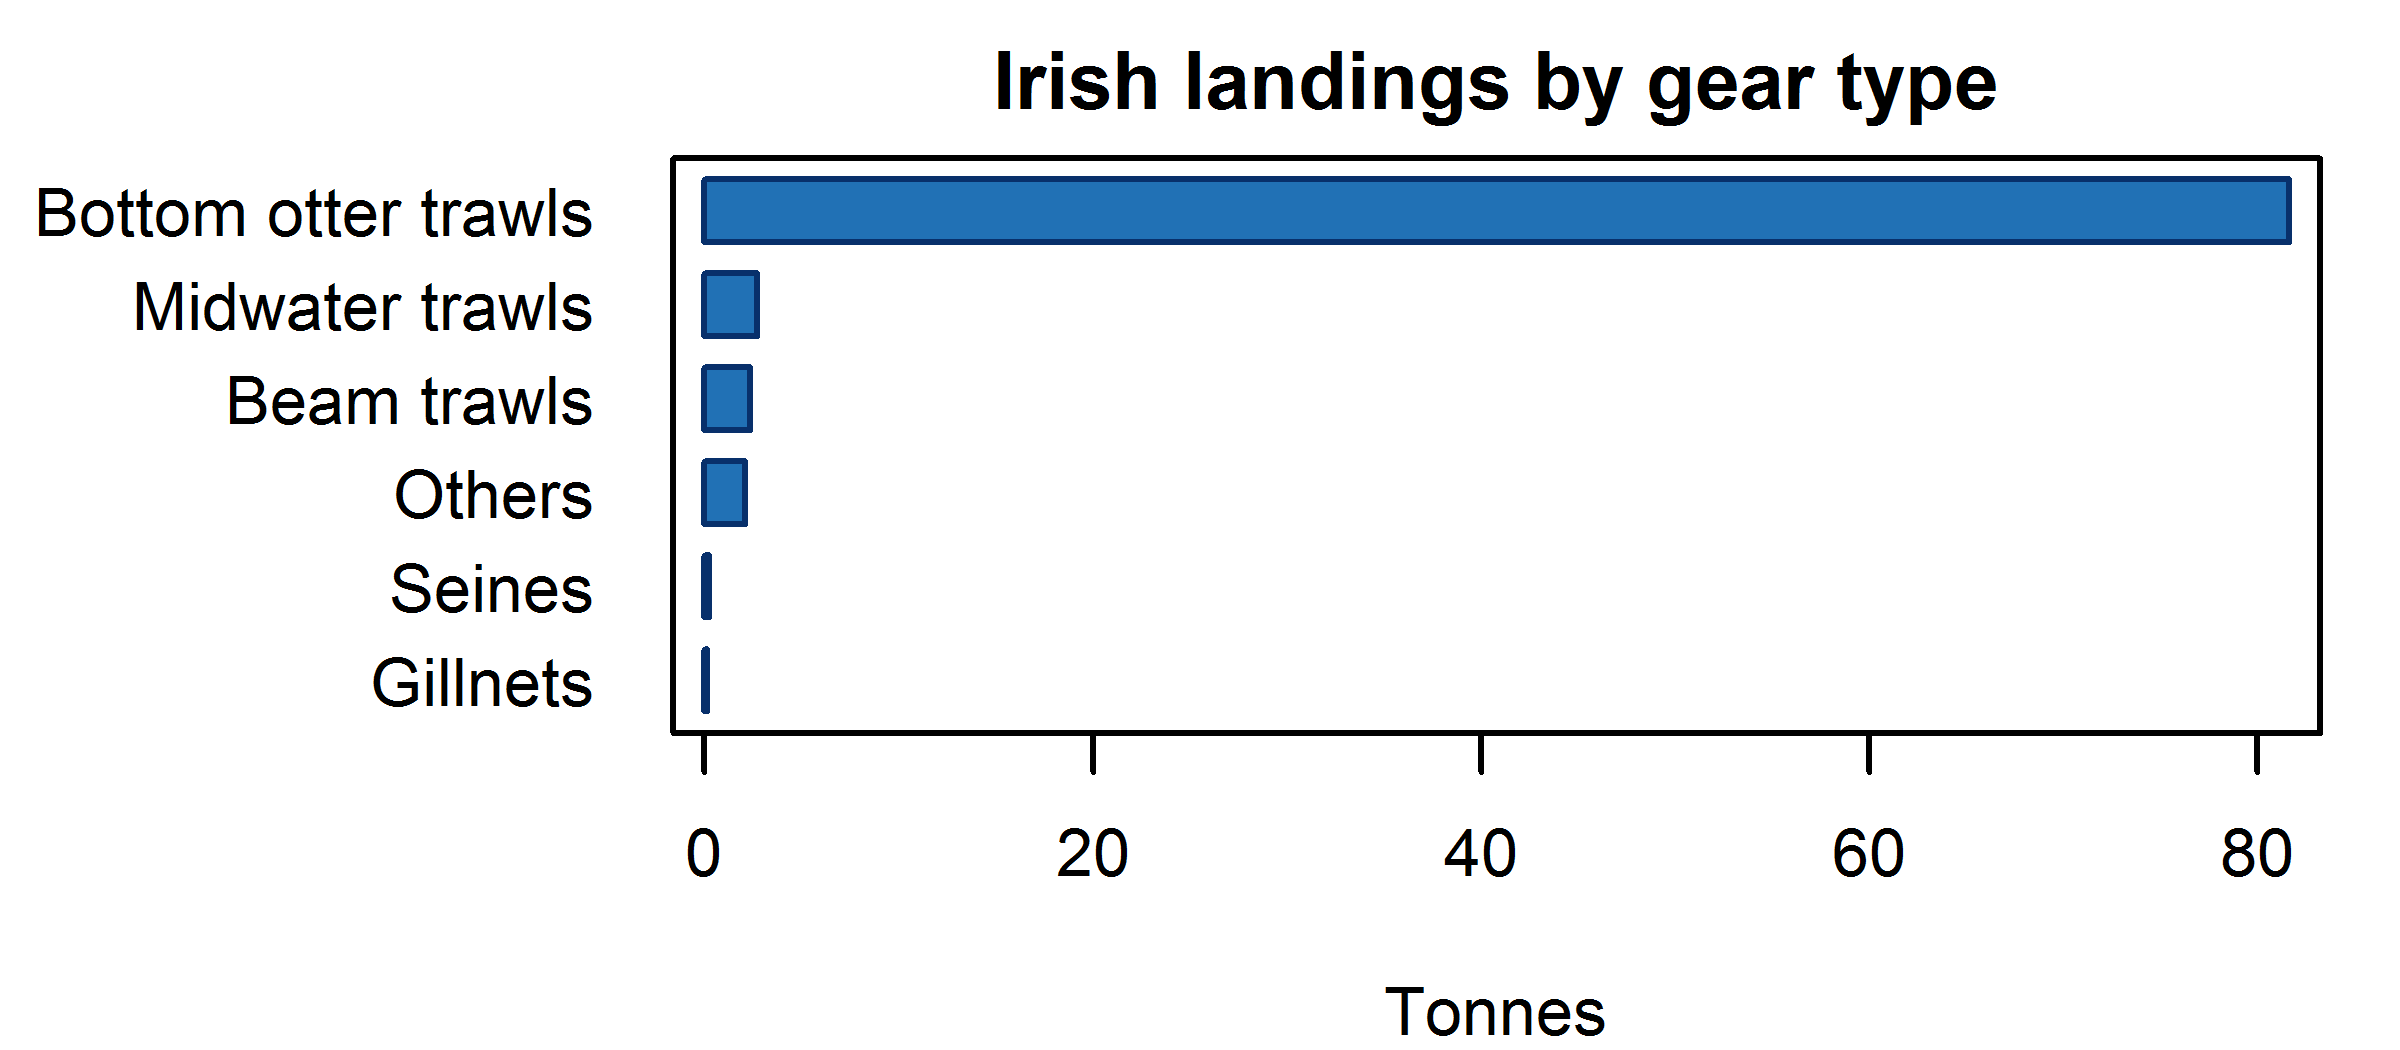 Irish landings by gear type
Bottom otter trawls
Midwater trawls
Beam trawls
Others
Seines
Gillnets
0 20 40 60 80
Tonnes